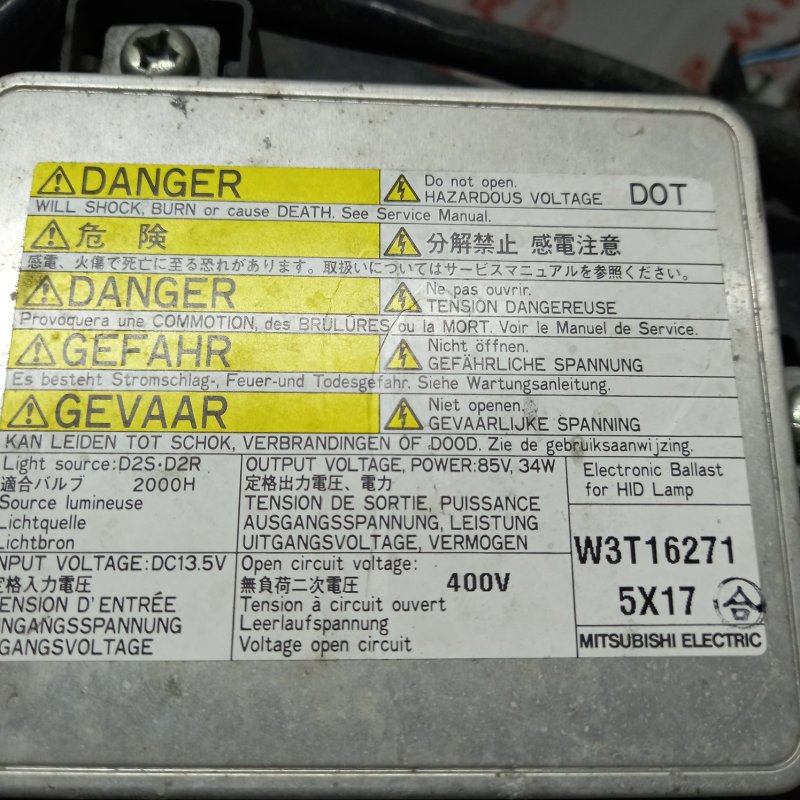 DANGER
Do not open.
HAZARDOUS VOLTAGE DOT
WILL SHOCK, BURN or cause DEATH. See Service Manual.
危険
分解禁止 感電注意
感電、火傷で死亡に至る恐れがあります。取扱いについてはサービスマニュアルを参照ください。
DANGER
Ne pas ouvrir.
TENSION DANGEREUSE
Provoquera une COMMOTION, des BRÛLÛRES ou la MORT. Voir le Manuel de Service.
GEFAHR
Nicht öffnen.
GEFÄHRLICHE SPANNUNG
Es besteht Stromschlag-, Feuer-und Todesgefahr. Siehe Wartungsanleitung.
GEVAAR
Niet openen.
GEVAARLIJKE SPANNING
KAN LEIDEN TOT SCHOK, VERBRANDINGEN OF DOOD. Zie de gebruiksaanwijzing.
Light source:D2S·D2R
適合バルブ 2000H
Source lumineuse
Lichtquelle
Lichtbron
OUTPUT VOLTAGE, POWER:85V, 34W
定格出力電圧、電力
TENSION DE SORTIE, PUISSANCE
AUSGANGSSPANNUNG, LEISTUNG
UITGANGSVOLTAGE, VERMOGEN
Electronic Ballast
for HID Lamp
NPUT VOLTAGE:DC13.5V
定格入力電圧
TENSION D'ENTRÉE
NGANGSSPANNUNG
GANGSVOLTAGE
Open circuit voltage:
無負荷二次電圧 400V
Tension à circuit ouvert
Leerlaufspannung
Voltage open circuit
W3T16271
5X17 合
MITSUBISHI ELECTRIC